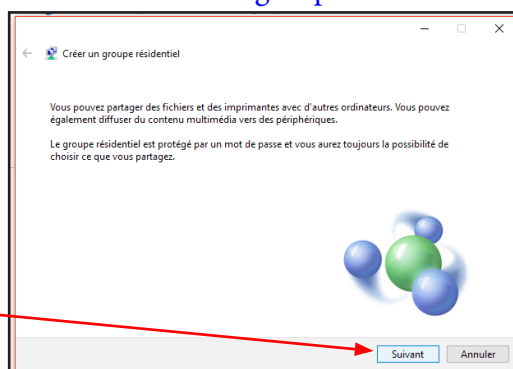 Créer un groupe résidentiel
Vous pouvez partager des fichiers et des imprimantes avec d'autres ordinateurs. Vous pouvez
également diffuser du contenu multimédia vers des périphériques.
Le groupe résidentiel est protégé par un mot de passe et vous aurez toujours la possibilité de
choisir ce que vous partagez.
Suivant Annuler